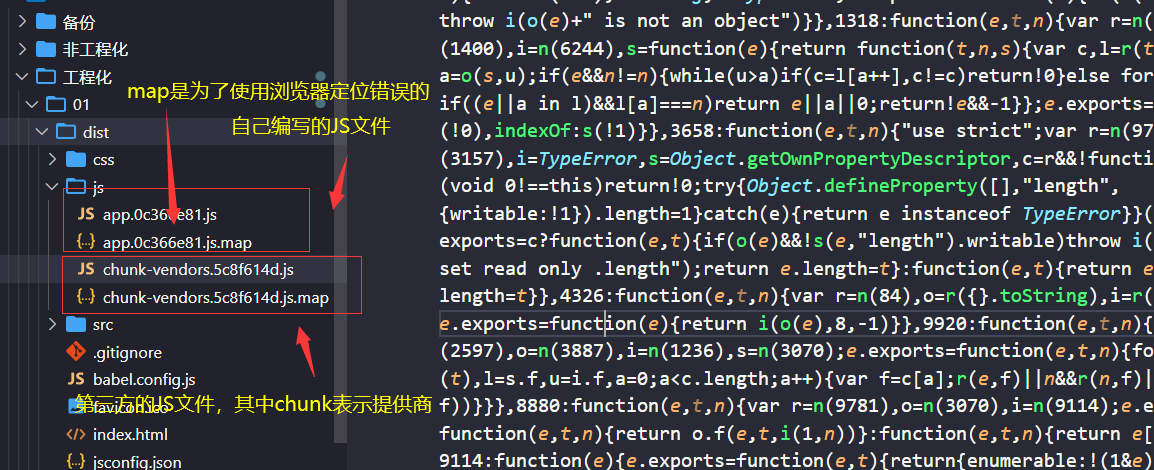 备份
非工程化
工程化
01
dist
css
js
JS app.0c366e81.js
{..} app.0c366e81.js.map
JS chunk-vendors.5c8f614d.js
{..} chunk-vendors.5c8f614d.js.map
src
.gitignore
JS babel.config.js
favicon.ico
index.html
jsconfig.json
map是为了使用浏览器定位错误的
自己编写的JS文件
第三方的JS文件，其中chunk表示提供商
throw i(o(e)+" is not an object")}},1318:function(e,t,n){var r=n(
(1400),i=n(6244),s=function(e){return function(t,n,s){var c,l=r(t
a=o(s,u);if(e&&n!=n){while(u>a)if(c=l[a++],c!=c)return!0}else for
if((e||a in l)&&l[a]===n)return e||a||0;return!e&&-1}};e.exports=
(!0),indexOf:s(!1)}},3658:function(e,t,n){"use strict";var r=n(97
(3157),i=TypeError,s=Object.getOwnPropertyDescriptor,c=r&&!functi
(void 0!==this)return!0;try{Object.defineProperty([],"length",
{writable:!1}).length=1}catch(e){return e instanceof TypeError}}(
exports=c?function(e,t){if(o(e)&&!s(e,"length").writable)throw i(
set read only .length");return e.length=t}:function(e,t){return e
length=t}},4326:function(e,t,n){var r=n(84),o=r({}.toString),i=r(
e.exports=function(e){return i(o(e),8,-1)}},9920:function(e,t,n){
(2597),o=n(3887),i=n(1236),s=n(3070);e.exports=function(e,t,n){fo
(t),l=s.f,u=i.f,a=0;a<c.length;a++){var f=c[a];r(e,f)||n&&r(n,f)|
f))}}},8880:function(e,t,n){var r=n(9781),o=n(3070),i=n(9114);e.e
function(e,t,n){return o.f(e,t,i(1,n))}:function(e,t,n){return e[
9114:function(e){e.exports=function(e,t){return{enumerable:!(1&e)